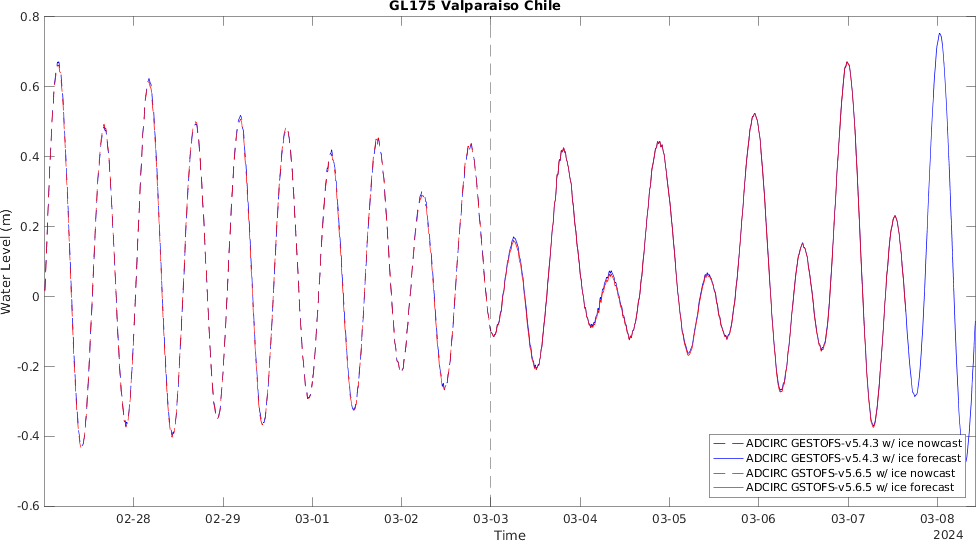 GL175 Valparaiso Chile
0.8
0.6
0.4
0.2
0
-0.2
-0.4
-0.6
Water Level (m)
02-28 02-29 03-01 03-02 03-03 03-04 03-05 03-06 03-07 03-08
Time
2024
ADCIRC GESTOFS-v5.4.3 w/ ice nowcast
ADCIRC GESTOFS-v5.4.3 w/ ice forecast
ADCIRC GSTOFS-v5.6.5 w/ ice nowcast
ADCIRC GSTOFS-v5.6.5 w/ ice forecast